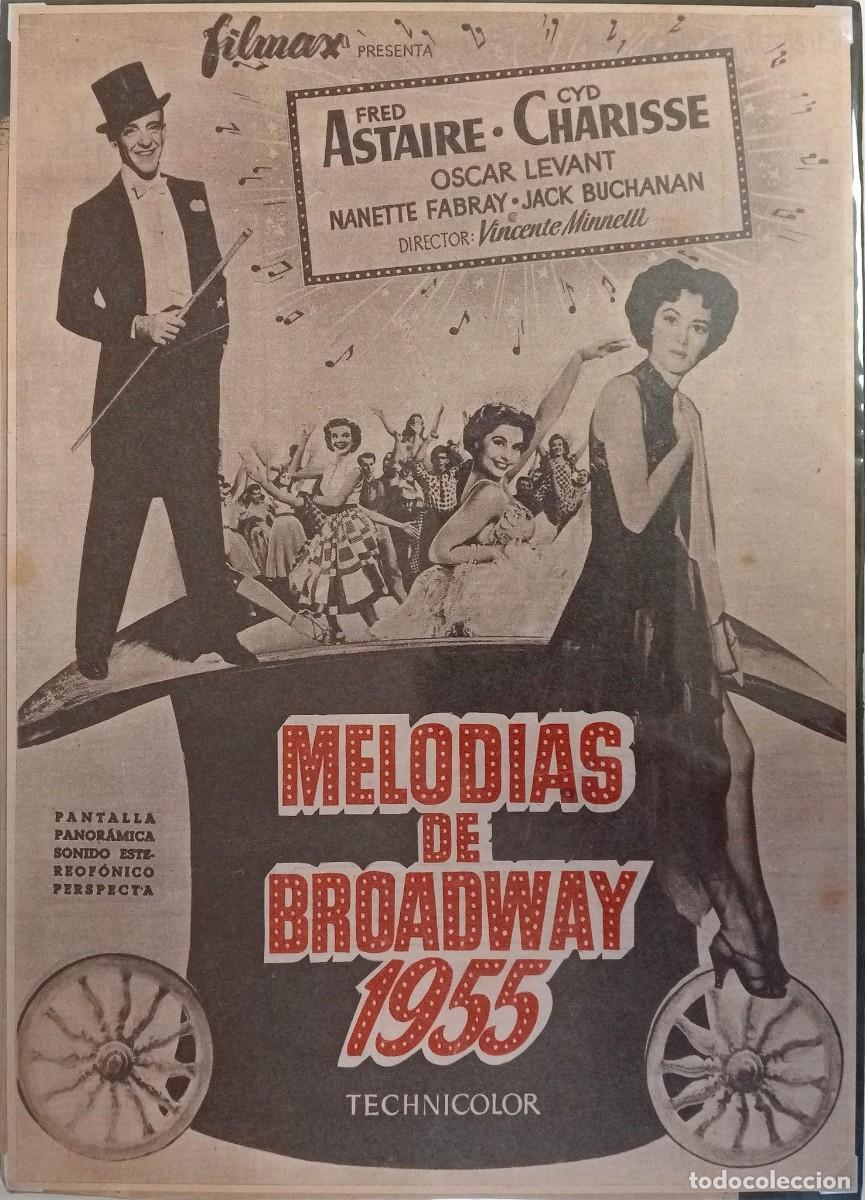 filmax PRESENTA
FRED CYD
ASTAIRE · CHARISSE
OSCAR LEVANT
NANETTE FABRAY · JACK BUCHANAN
DIRECTOR: Vincente Minnelli
MELODIAS
DE
BROADWAY
1955
PANTALLA
PANORÁMICA
SONIDO ESTE-
REOFÓNICO
PERSPECTA
TECHNICOLOR
todocoleccion